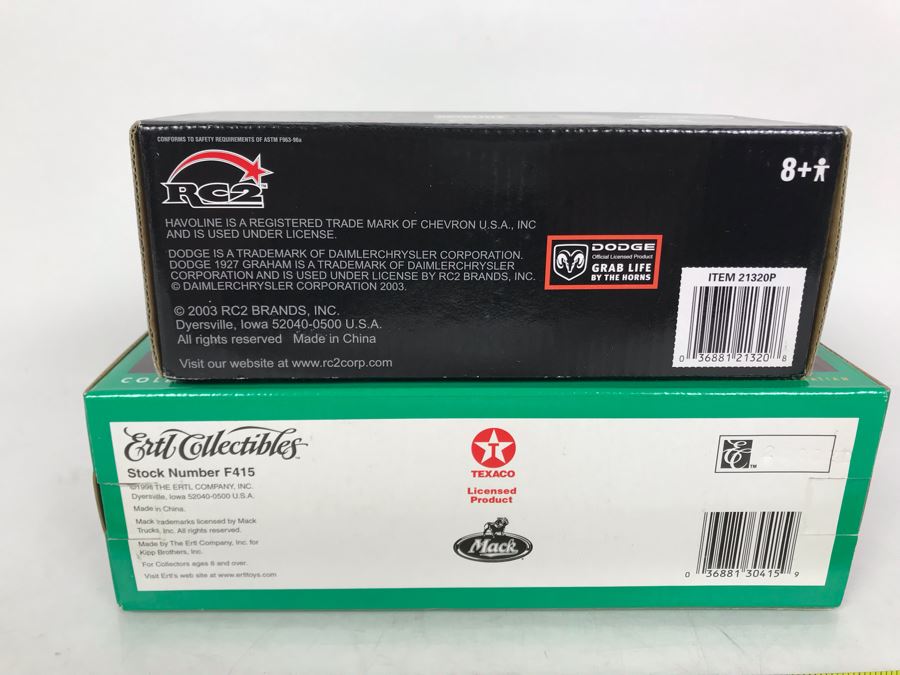 CONFORMS TO SAFETY REQUIREMENTS OF ASTM F963-96a
RC2
8+
HAVOLINE IS A REGISTERED TRADE MARK OF CHEVRON U.S.A., INC
AND IS USED UNDER LICENSE.
DODGE IS A TRADEMARK OF DAIMLERCHRYSLER CORPORATION.
DODGE 1927 GRAHAM IS A TRADEMARK OF DAIMLERCHRYSLER
CORPORATION AND IS USED UNDER LICENSE BY RC2 BRANDS, INC.
© DAIMLERCHRYSLER CORPORATION 2003.
DODGE
Official Licensed Product
GRAB LIFE
BY THE HORNS
ITEM 21320P
0 36881 21320 8
© 2003 RC2 BRANDS, INC.
Dyersville, Iowa 52040-0500 U.S.A.
All rights reserved Made in China
Visit our website at www.rc2corp.com
Ertl Collectibles
Stock Number F415
©1998 THE ERTL COMPANY, INC.
Dyersville, Iowa 52040-0500 U.S.A.
Made in China.
Mack trademarks licensed by Mack
Trucks, Inc. All rights reserved.
Made by The Ertl Company, Inc. for
Kipp Brothers, Inc.
For Collectors ages 8 and over.
Visit Ertl's web site at www.ertltoys.com
T
TEXACO
Licensed
Product
Mack
E TM
0 36881 30415 9